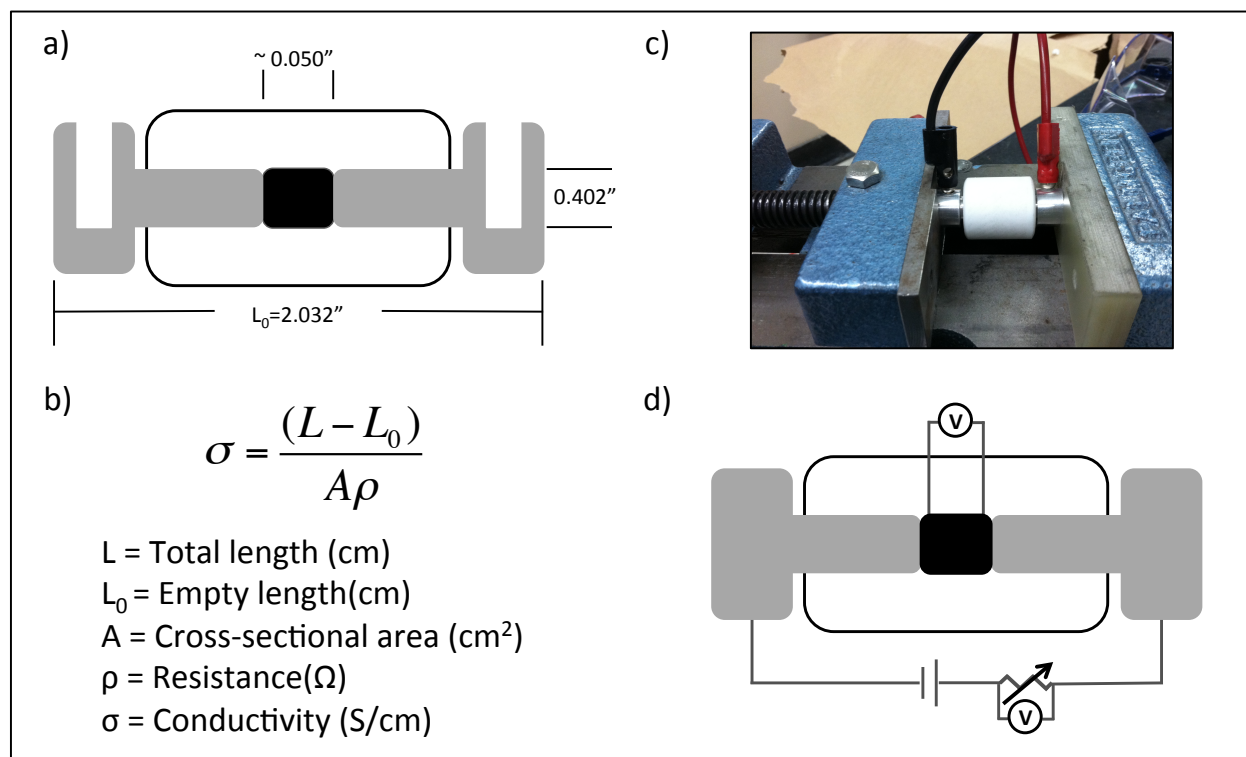 a)
~ 0.050”
0.402”
L₀=2.032”
b)
σ = (L − L₀) / Aρ
L = Total length (cm)
L₀ = Empty length(cm)
A = Cross-sectional area (cm²)
ρ = Resistance(Ω)
σ = Conductivity (S/cm)
c)
d)
V
V